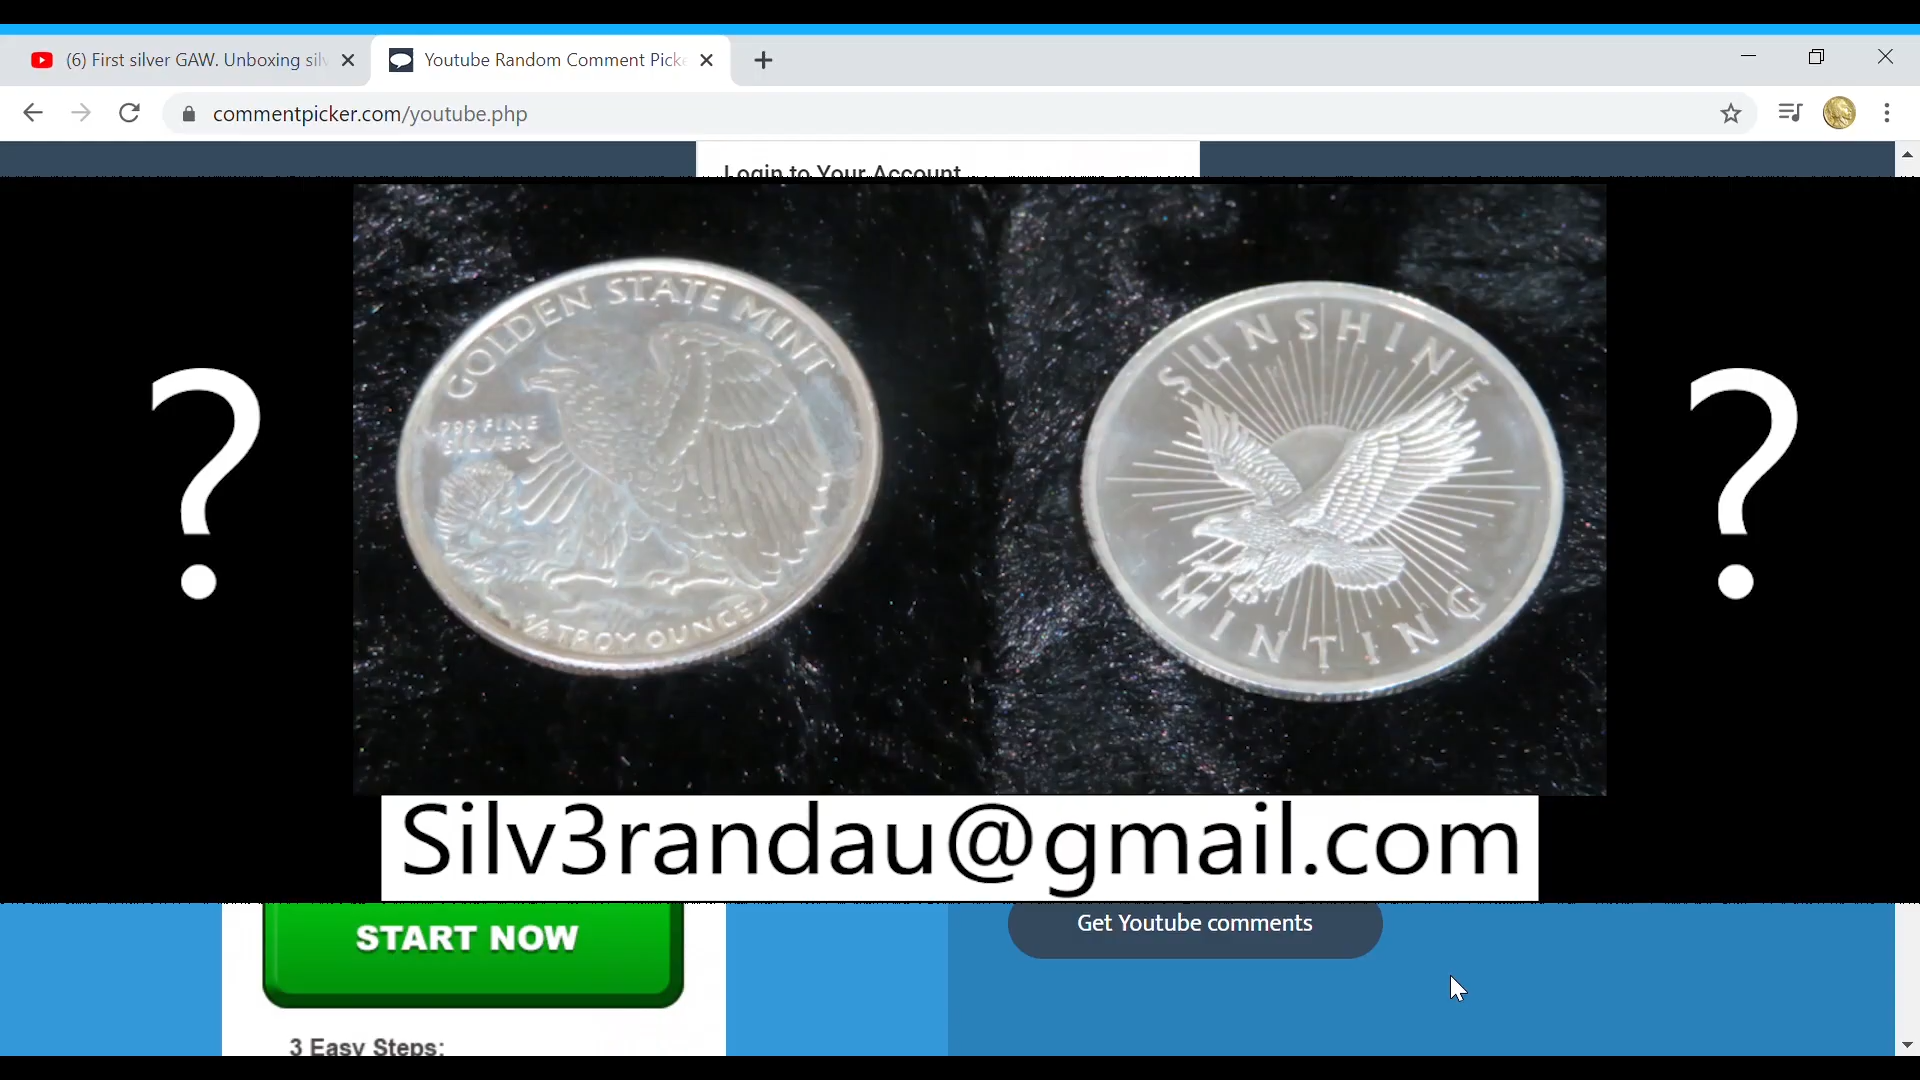 (6) First silver GAW. Unboxing sil
Youtube Random Comment Pick
commentpicker.com/youtube.php
Login to Your Account
?
GOLDEN STATE MINT
999 FINE
SILVER
1/2 TROY OUNCE
SUNSHINE
MINTING
?
Silv3randau@gmail.com
START NOW
Get Youtube comments
3 Easy Steps: